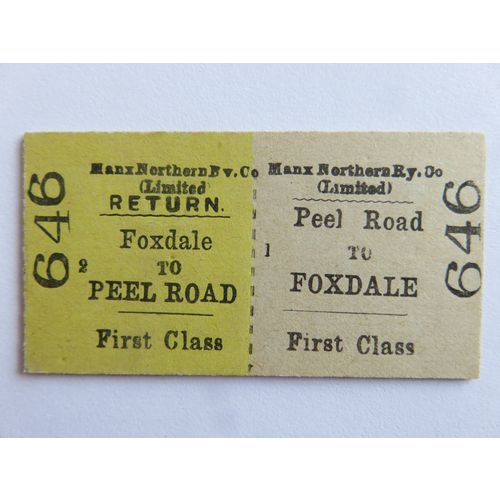 646
Manx Northern Ry. Co
(Limited)
RETURN.
Foxdale
2
TO
PEEL ROAD
First Class
Manx Northern Ry. Co
(Limited)
Peel Road
1
TO
FOXDALE
First Class
646